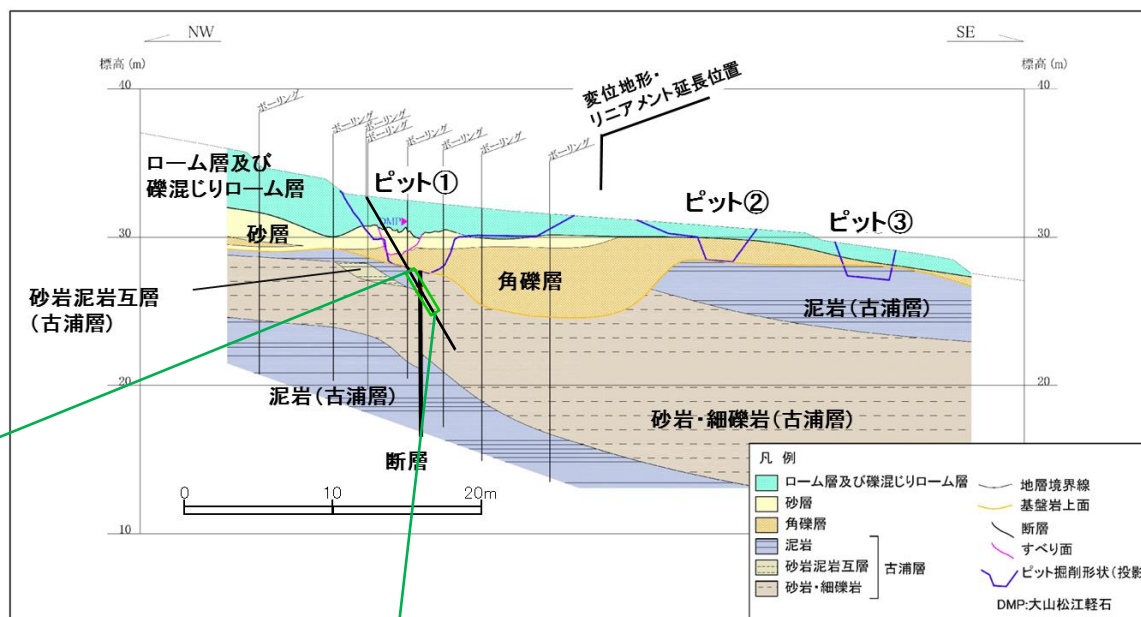 NW
SE
標高(m)
標高(m)
40
40
変位地形・
リニアメント延長位置
ボーリング
ボーリング
ボーリング
ボーリング
ボーリング
ボーリング
ボーリング
ボーリング
ローム層及び
礫混じりローム層
ピット①
ピット②
ピット③
DMP
30
30
砂層
角礫層
砂岩泥岩互層
(古浦層)
泥岩(古浦層)
20
20
泥岩(古浦層)
砂岩・細礫岩(古浦層)
断層
0 10 20m
10
凡 例
ローム層及び礫混じりローム層
砂層
角礫層
泥岩
砂岩泥岩互層
砂岩・細礫岩
古浦層
地層境界線
基盤岩上面
断層
すべり面
ピット掘削形状(投影
DMP:大山松江軽石